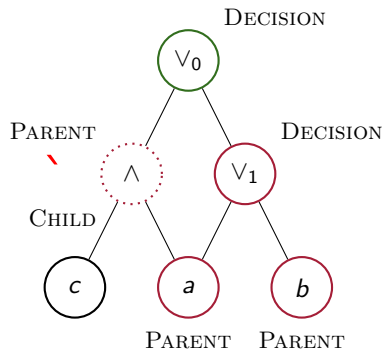 DECISION
∨₀
PARENT
DECISION
∧
∨₁
CHILD
c
a
b
PARENT
PARENT